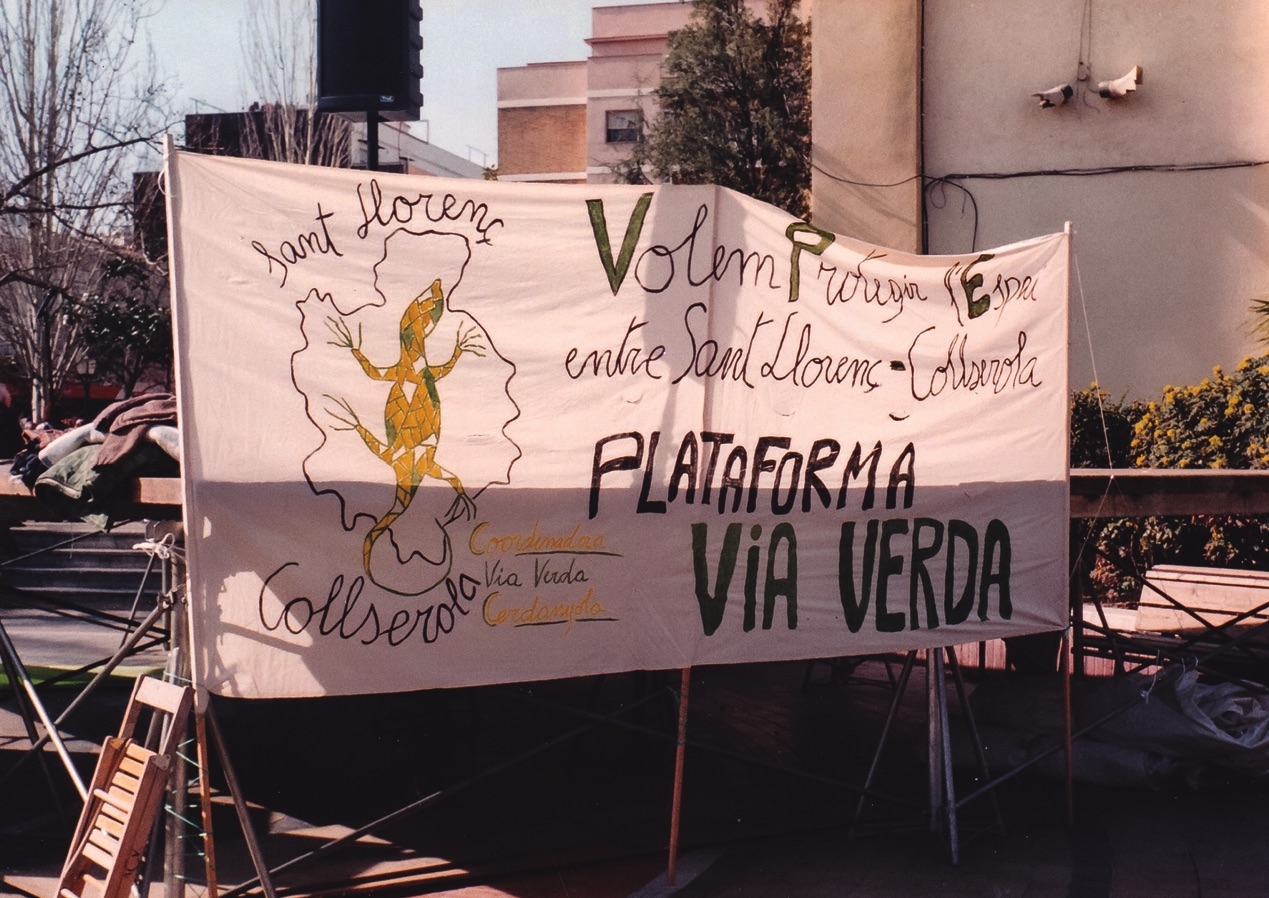 Sant Llorenç
Volem Protegir l'Espai
entre Sant Llorenç - Collserola
PLATAFORMA
ViA VERDA
Coordinadora
Via Verda
Cerdanyola
Collserola